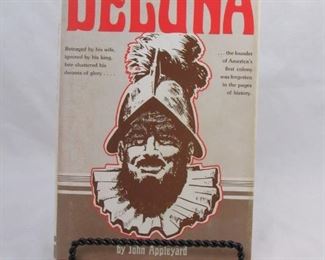 DELUNA
Betrayed by his wife,
ignored by his king,
fate shattered his
dreams of glory . . . .
. . . the founder
of America's
first colony,
was forgotten
in the pages
of history.
by John Appleyard